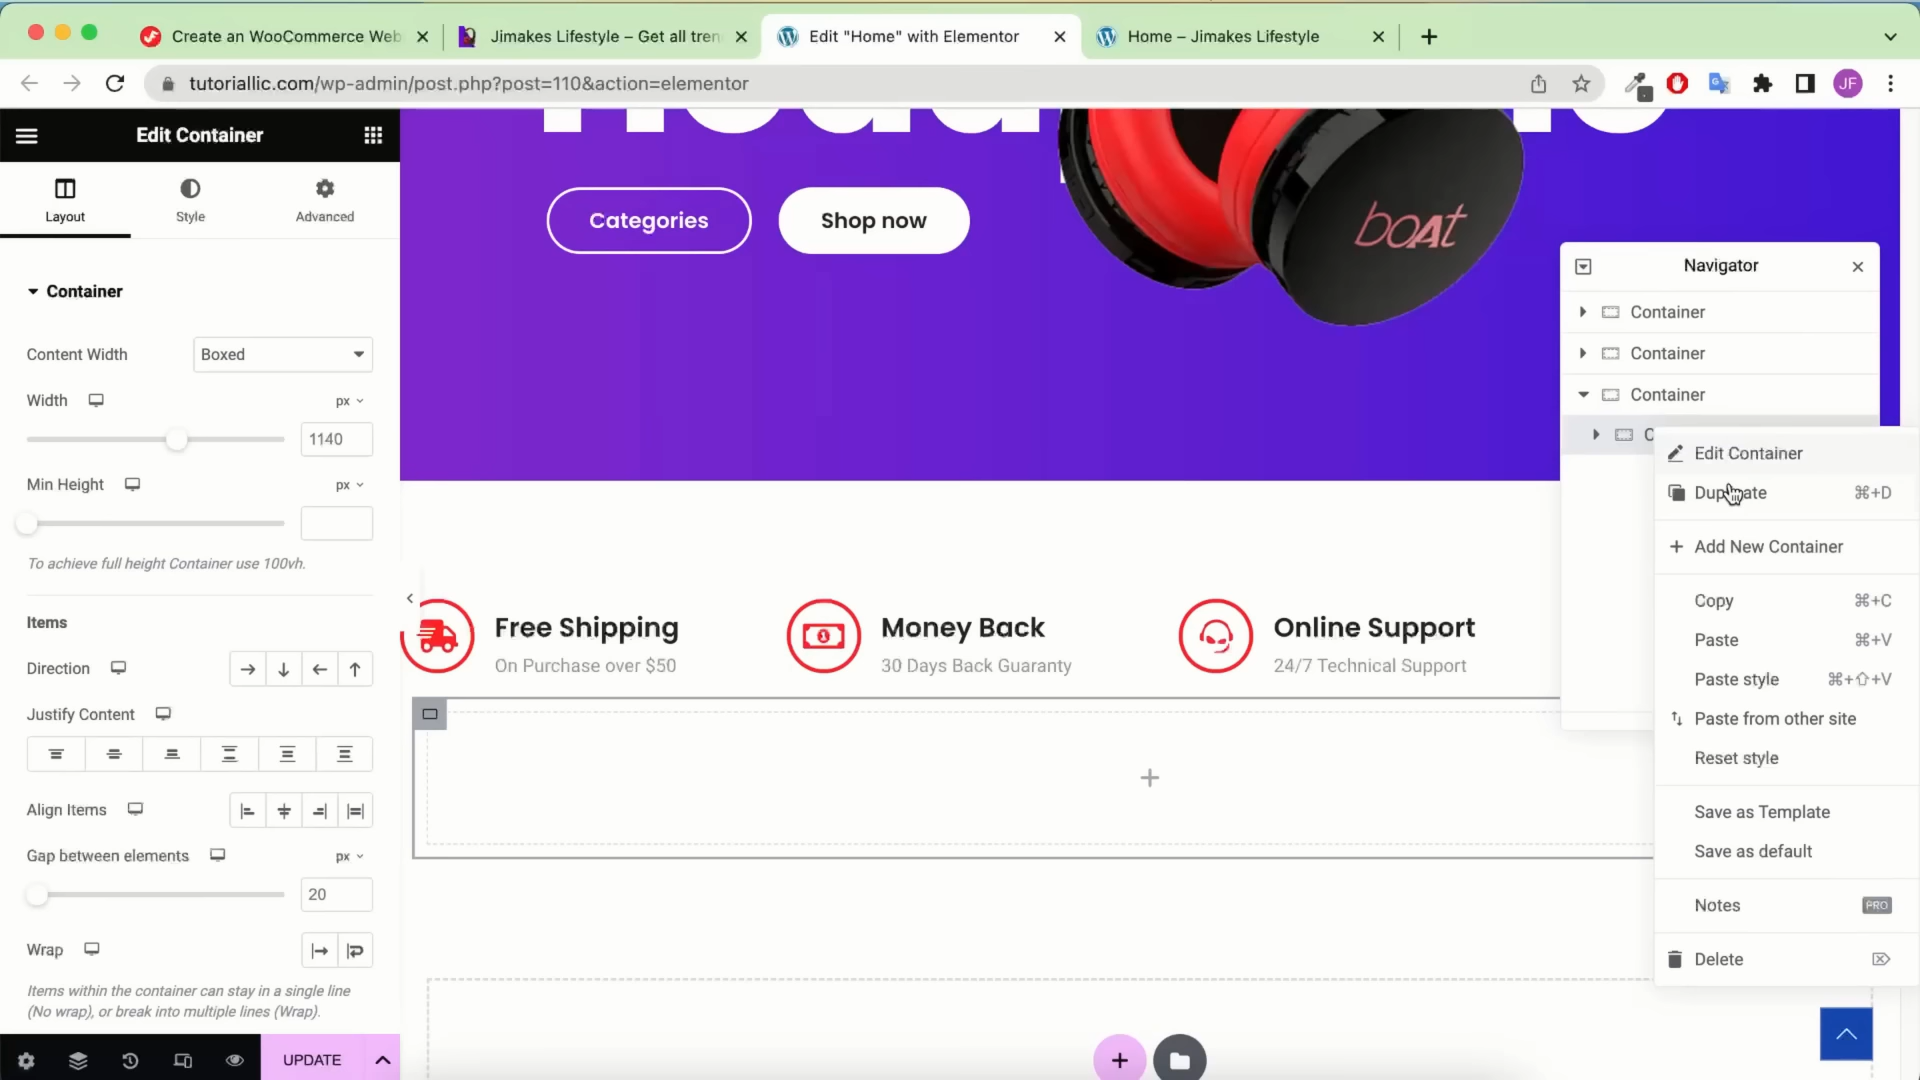 Create an WooCommerce Web
Jimakes Lifestyle – Get all tren
Edit "Home" with Elementor
Home – Jimakes Lifestyle
tutoriallic.com/wp-admin/post.php?post=110&action=elementor
JF
Edit Container
Layout
Style
Advanced
Container
Content Width
Boxed
Width
px
1140
Min Height
px
To achieve full height Container use 100vh.
Items
Direction
Justify Content
Align Items
Gap between elements
px
20
Wrap
Items within the container can stay in a single line
(No wrap), or break into multiple lines (Wrap).
UPDATE
Categories
Shop now
boAt
Free Shipping
On Purchase over $50
Money Back
30 Days Back Guaranty
Online Support
24/7 Technical Support
Navigator
Container
Container
Container
Edit Container
Duplicate ⌘+D
Add New Container
Copy ⌘+C
Paste ⌘+V
Paste style ⌘+⇧+V
Paste from other site
Reset style
Save as Template
Save as default
Notes PRO
Delete